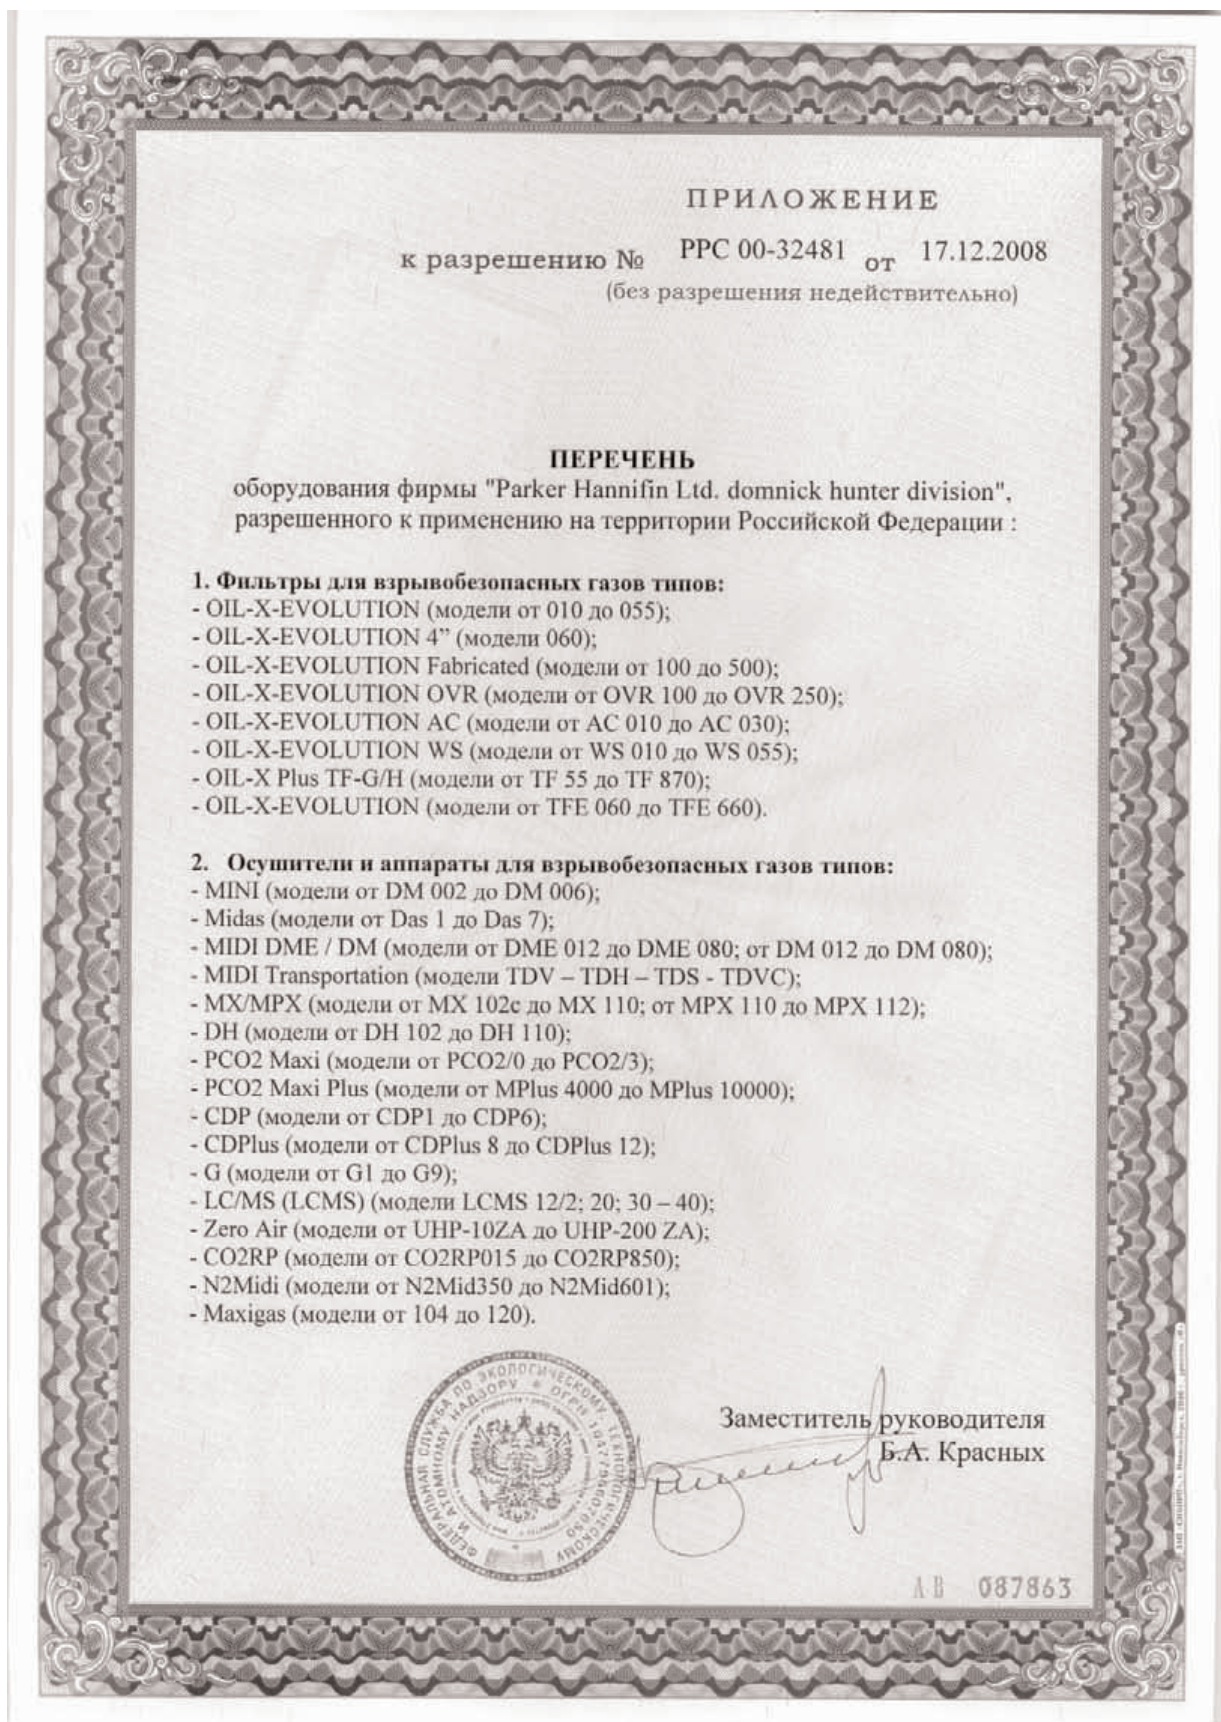 ПРИЛОЖЕНИЕ
к разрешению № РРС 00-32481 от 17.12.2008
(без разрешения недействительно)
ПЕРЕЧЕНЬ
оборудования фирмы "Parker Hannifin Ltd. domnick hunter division",
разрешенного к применению на территории Российской Федерации :
1. Фильтры для взрывобезопасных газов типов:
- OIL-X-EVOLUTION (модели от 010 до 055);
- OIL-X-EVOLUTION 4” (модели 060);
- OIL-X-EVOLUTION Fabricated (модели от 100 до 500);
- OIL-X-EVOLUTION OVR (модели от OVR 100 до OVR 250);
- OIL-X-EVOLUTION AC (модели от AC 010 до AC 030);
- OIL-X-EVOLUTION WS (модели от WS 010 до WS 055);
- OIL-X Plus TF-G/H (модели от TF 55 до TF 870);
- OIL-X-EVOLUTION (модели от TFE 060 до TFE 660).
2. Осушители и аппараты для взрывобезопасных газов типов:
- MINI (модели от DM 002 до DM 006);
- Midas (модели от Das 1 до Das 7);
- MIDI DME / DM (модели от DME 012 до DME 080; от DM 012 до DM 080);
- MIDI Transportation (модели TDV – TDH – TDS - TDVC);
- MX/MPX (модели от MX 102c до MX 110; от MPX 110 до MPX 112);
- DH (модели от DH 102 до DH 110);
- PCO2 Maxi (модели от PCO2/0 до PCO2/3);
- PCO2 Maxi Plus (модели от MPlus 4000 до MPlus 10000);
- CDP (модели от CDP1 до CDP6);
- CDPlus (модели от CDPlus 8 до CDPlus 12);
- G (модели от G1 до G9);
- LC/MS (LCMS) (модели LCMS 12/2; 20; 30 – 40);
- Zero Air (модели от UHP-10ZA до UHP-200 ZA);
- CO2RP (модели от CO2RP015 до CO2RP850);
- N2Midi (модели от N2Mid350 до N2Mid601);
- Maxigas (модели от 104 до 120).
ФЕДЕРАЛЬНАЯ СЛУЖБА ПО ЭКОЛОГИЧЕСКОМУ, ТЕХНОЛОГИЧЕСКОМУ
И АТОМНОМУ НАДЗОРУ * ОГРН 1047796607650
Заместитель руководителя
Б.А. Красных
АВ 087863